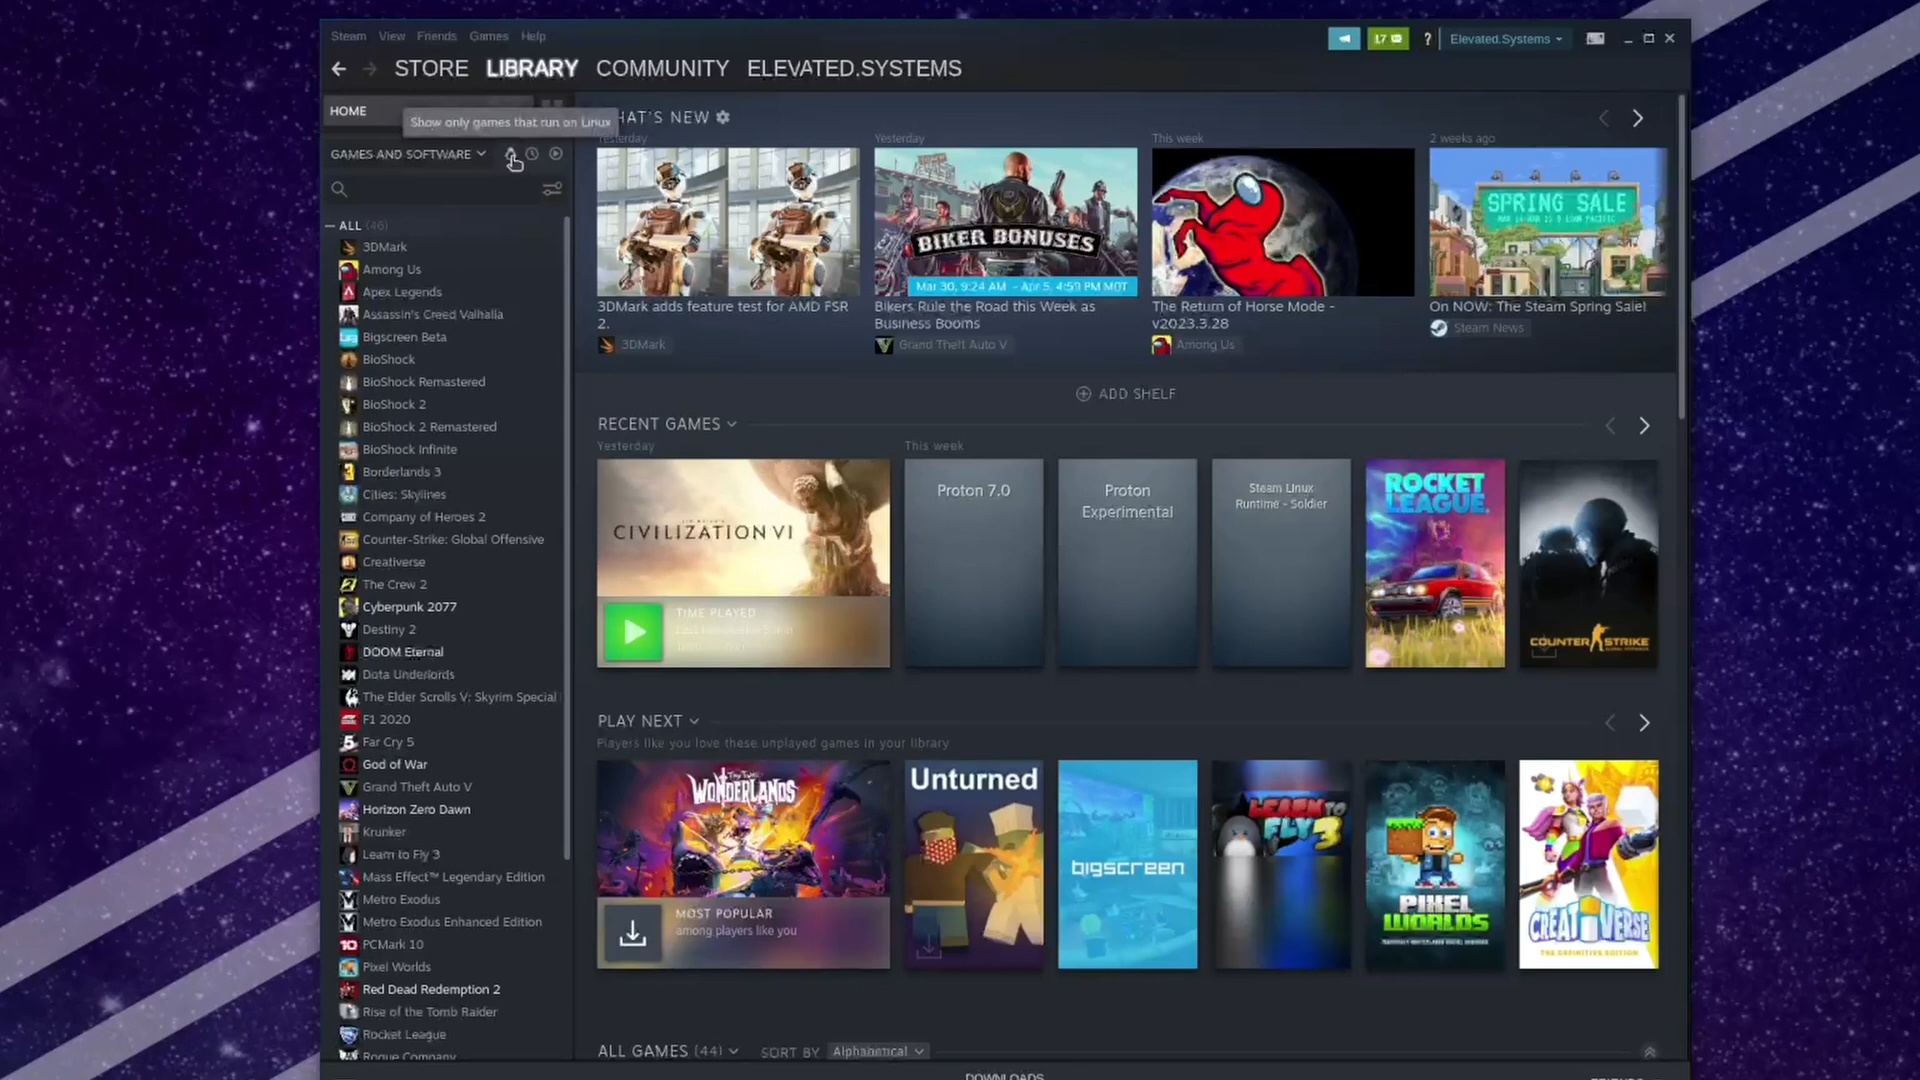 Steam View Friends Games Help
17
?
Elevated.Systems
STORE LIBRARY COMMUNITY ELEVATED.SYSTEMS
HOME
Show only games that run on Linux
GAMES AND SOFTWARE
ALL (46)
3DMark
Among Us
Apex Legends
Assassin's Creed Valhalla
Bigscreen Beta
BioShock
BioShock Remastered
BioShock 2
BioShock 2 Remastered
BioShock Infinite
Borderlands 3
Cities: Skylines
Company of Heroes 2
Counter-Strike: Global Offensive
Creativerse
The Crew 2
Cyberpunk 2077
Destiny 2
DOOM Eternal
Dota Underlords
The Elder Scrolls V: Skyrim Special
F1 2020
Far Cry 5
God of War
Grand Theft Auto V
Horizon Zero Dawn
Krunker
Learn to Fly 3
Mass Effect™ Legendary Edition
Metro Exodus
Metro Exodus Enhanced Edition
PCMark 10
Pixel Worlds
Red Dead Redemption 2
Rise of the Tomb Raider
Rocket League
Rogue Company
HAT'S NEW
Yesterday
Yesterday
This week
2 weeks ago
BIKER BONUSES
Mar 30, 9:24 AM - Apr 5, 4:59 PM MDT
SPRING SALE
3DMark adds feature test for AMD FSR
2.
3DMark
Bikers Rule the Road this Week as
Business Booms
Grand Theft Auto V
The Return of Horse Mode -
v2023.3.28
Among Us
On NOW: The Steam Spring Sale!
Steam News
ADD SHELF
RECENT GAMES
Yesterday
This week
CIVILIZATION VI
TIME PLAYED
Proton 7.0
Proton
Experimental
Steam Linux
Runtime - Soldier
ROCKET
LEAGUE
COUNTER STRIKE
PLAY NEXT
Players like you love these unplayed games in your library
WONDERLANDS
MOST POPULAR
among players like you
Unturned
bigscreen
LEARN TO
FLY 3
PIXEL
WORLDS
CREATIVERSE
THE DEFINITIVE EDITION
ALL GAMES (44)
SORT BY Alphabetical
DOWNLOADS